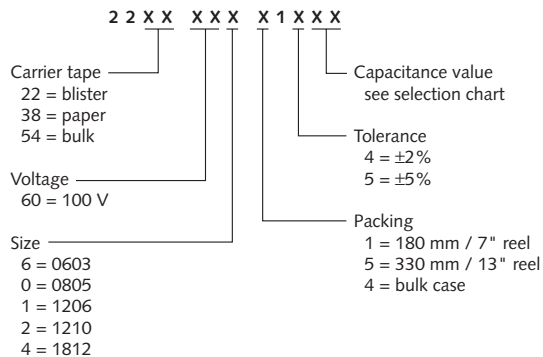 2 2 X X X X X X 1 X X X
Carrier tape
22 = blister
38 = paper
54 = bulk
Voltage
60 = 100 V
Size
6 = 0603
0 = 0805
1 = 1206
2 = 1210
4 = 1812
Capacitance value
see selection chart
Tolerance
4 = ±2%
5 = ±5%
Packing
1 = 180 mm / 7" reel
5 = 330 mm / 13" reel
4 = bulk case